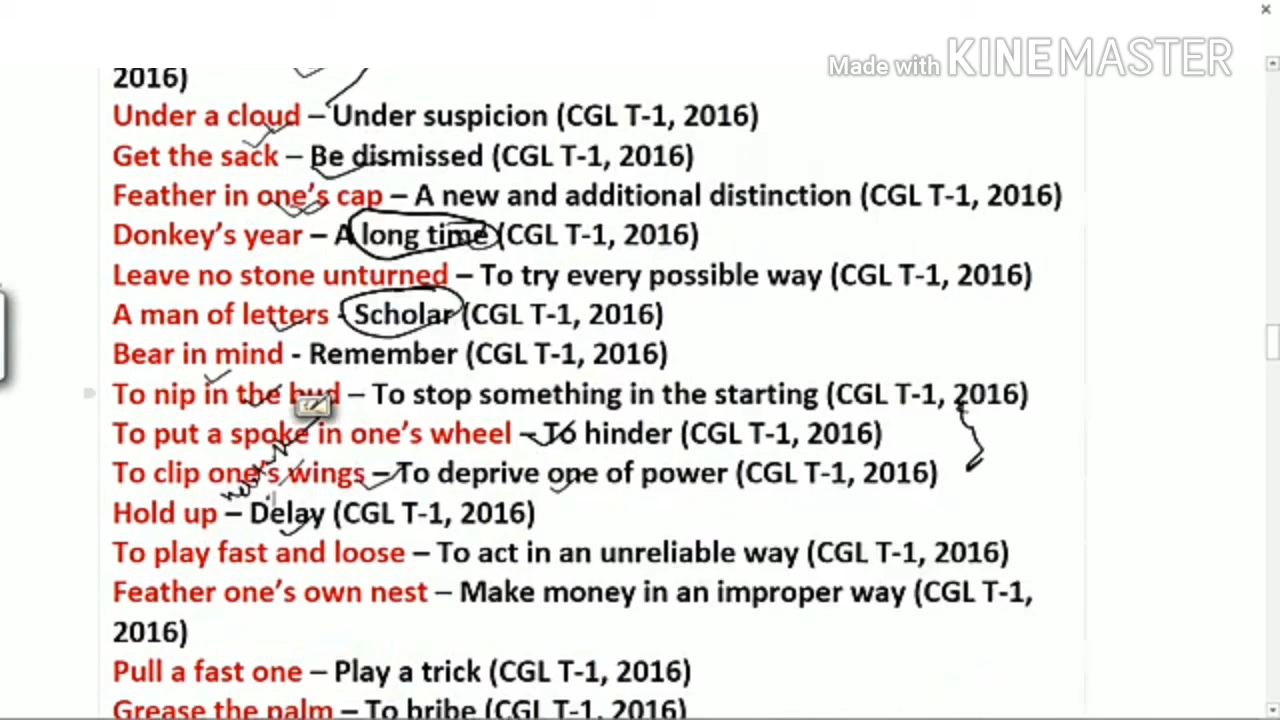 Made with KINEMASTER
2016)
Under a cloud – Under suspicion (CGL T-1, 2016)
Get the sack – Be dismissed (CGL T-1, 2016)
Feather in one's cap – A new and additional distinction (CGL T-1, 2016)
Donkey's year – A long time (CGL T-1, 2016)
Leave no stone unturned – To try every possible way (CGL T-1, 2016)
A man of letters - Scholar (CGL T-1, 2016)
Bear in mind - Remember (CGL T-1, 2016)
To nip in the bud – To stop something in the starting (CGL T-1, 2016)
To put a spoke in one's wheel – To hinder (CGL T-1, 2016)
To clip one's wings – To deprive one of power (CGL T-1, 2016)
Hold up – Delay (CGL T-1, 2016)
To play fast and loose – To act in an unreliable way (CGL T-1, 2016)
Feather one's own nest – Make money in an improper way (CGL T-1,
2016)
Pull a fast one – Play a trick (CGL T-1, 2016)
Grease the palm – To bribe (CGL T-1, 2016)